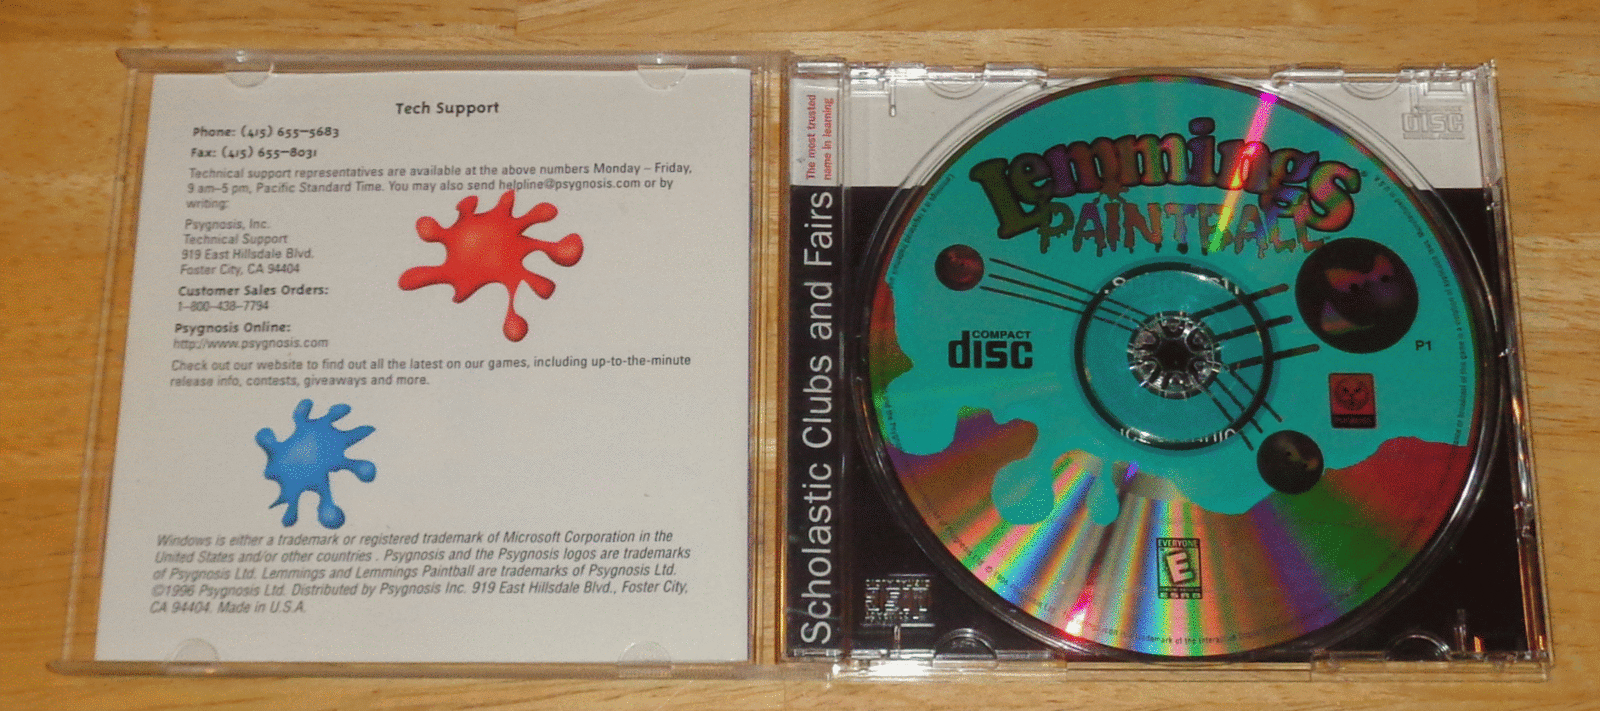 Tech Support
Phone: (415) 655–5683
Fax: (415) 655–8031
Technical support representatives are available at the above numbers Monday – Friday,
9 am–5 pm, Pacific Standard Time. You may also send helpline@psygnosis.com or by
writing:
Psygnosis, Inc.
Technical Support
919 East Hillsdale Blvd.
Foster City, CA 94404
Customer Sales Orders:
1–800–438–7794
Psygnosis Online:
http://www.psygnosis.com
Check out our website to find out all the latest on our games, including up-to-the-minute
release info, contests, giveaways and more.
Windows is either a trademark or registered trademark of Microsoft Corporation in the
United States and/or other countries . Psygnosis and the Psygnosis logos are trademarks
of Psygnosis Ltd. Lemmings and Lemmings Paintball are trademarks of Psygnosis Ltd.
©1996 Psygnosis Ltd. Distributed by Psygnosis Inc. 919 East Hillsdale Blvd., Foster City,
CA 94404. Made in U.S.A.
The most trusted
name in learning
Scholastic Clubs and Fairs
disc
Lemmings
PAINTBALL
COMPACT
disc
P1
EVERYONE
E
ESRB